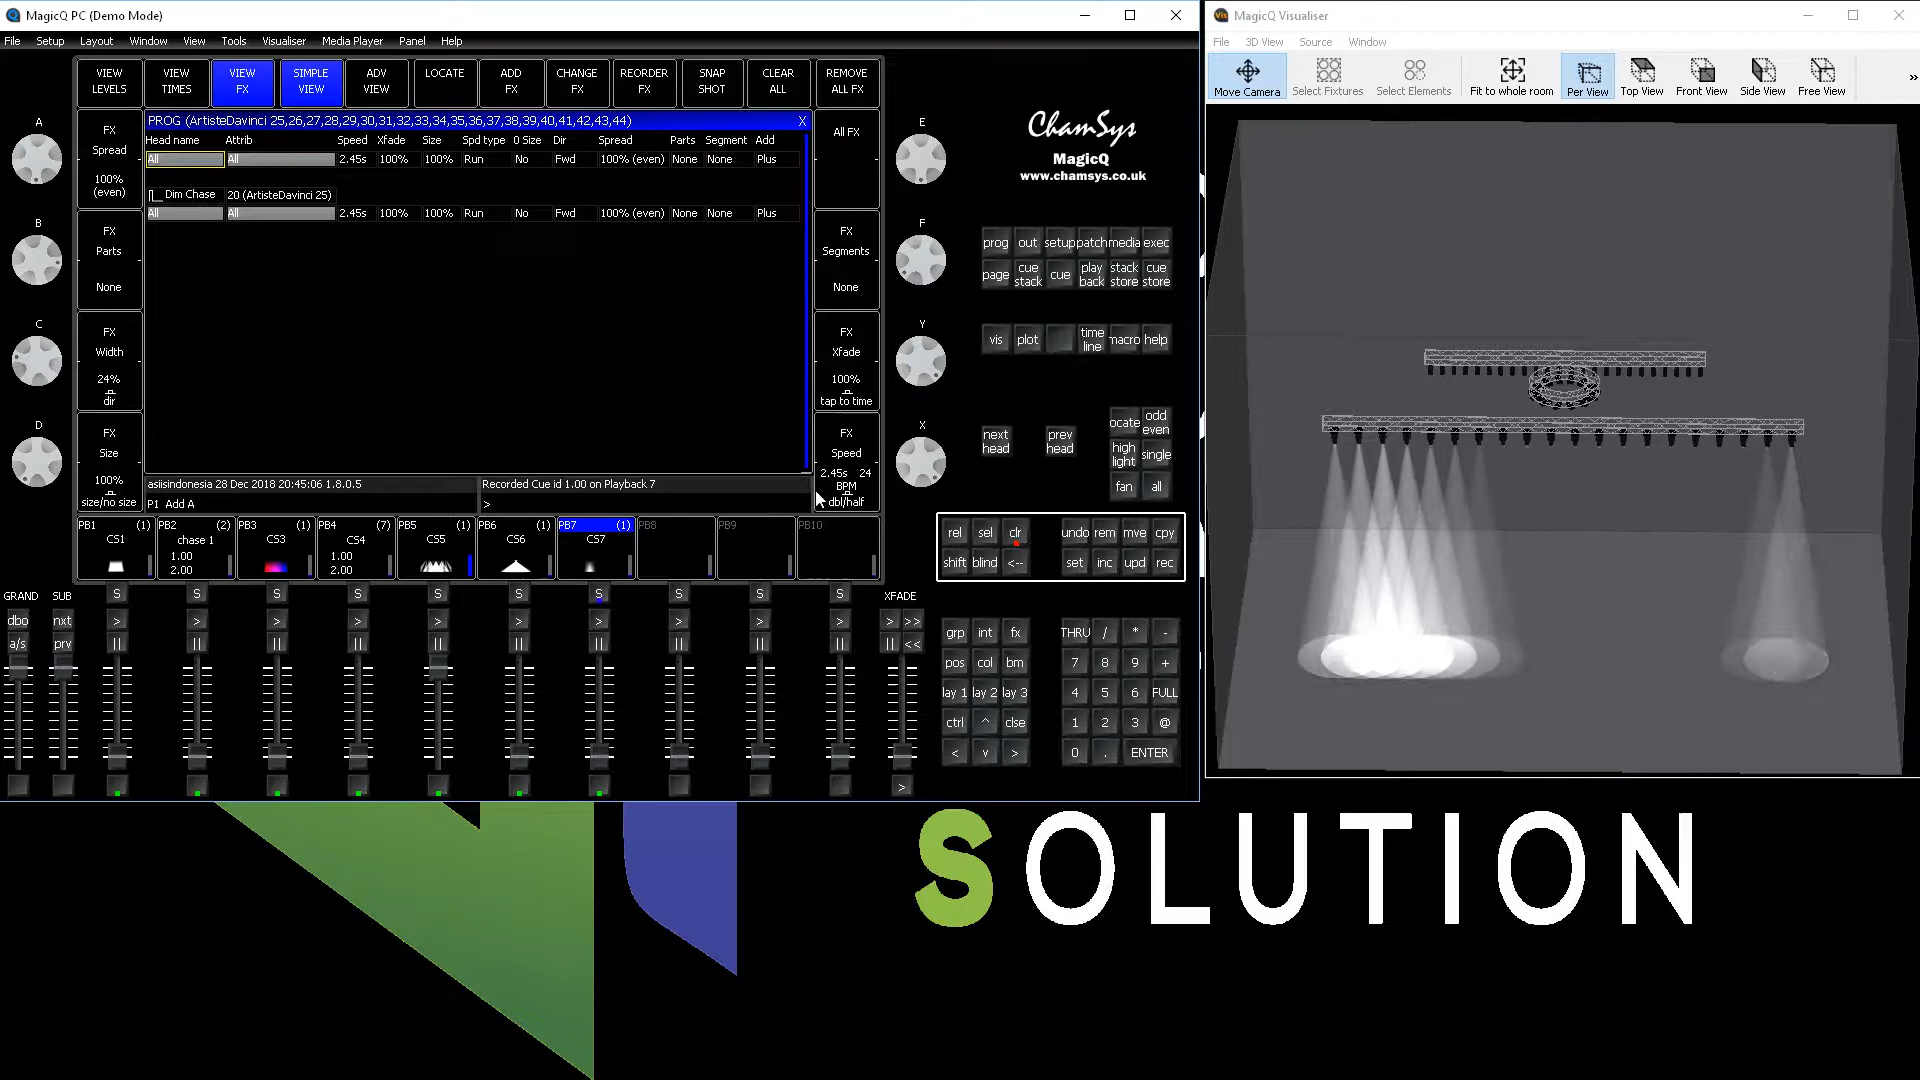 MagicQ PC (Demo Mode)
File Setup Layout Window View Tools Visualiser Media Player Panel Help
VIEW LEVELS
VIEW TIMES
VIEW FX
SIMPLE VIEW
ADV VIEW
LOCATE
ADD FX
CHANGE FX
REORDER FX
SNAP SHOT
CLEAR ALL
REMOVE ALL FX
PROG (ArtisteDavinci 25,26,27,28,29,30,31,32,33,34,35,36,37,38,39,40,41,42,43,44) X
Head name Attrib Speed Xfade Size Spd type 0 Size Dir Spread Parts Segment Add
All All 2.45s 100% 100% Run No Fwd 100% (even) None None Plus
Dim Chase 20 (ArtisteDavinci 25)
All All 2.45s 100% 100% Run No Fwd 100% (even) None None Plus
A
FX Spread
100% (even)
B
FX Parts
None
C
FX Width
24%
dir
D
FX Size
100%
size/no size
All FX
E
FX Segments
None
F
FX Xfade
100%
tap to time
Y
FX Speed
2.45s 24 BPM
dbl/half
X
asiisindonesia 28 Dec 2018 20:45:06 1.8.0.5
Recorded Cue id 1.00 on Playback 7
P1 Add A
>
PB1 (1) PB2 (2) PB3 (1) PB4 (7) PB5 (1) PB6 (1) PB7 (1) PB8 PB9 PB10
CS1 chase 1 CS3 CS4 CS5 CS6 CS7
1.00 1.00
2.00 2.00
GRAND SUB S S S S S S S S S S XFADE
dbo nxt > > > > > > > > > > > >>
a/s prv || || || || || || || || || || || <<
>
ChamSys
MagicQ
www.chamsys.co.uk
prog out setup patch media exec
page cue stack cue play back stack store cue store
vis plot time line macro help
next head prev head
ocate odd even
high light single
fan all
rel sel clr undo rem mve cpy
shift blind <-- set inc upd rec
grp int fx THRU / * -
pos col bm 7 8 9 +
lay 1 lay 2 lay 3 4 5 6 FULL
ctrl ^ clse 1 2 3 @
< v > 0 . ENTER
MagicQ Visualiser
File 3D View Source Window
Move Camera Select Fixtures Select Elements Fit to whole room Per View Top View Front View Side View Free View »
SOLUTION